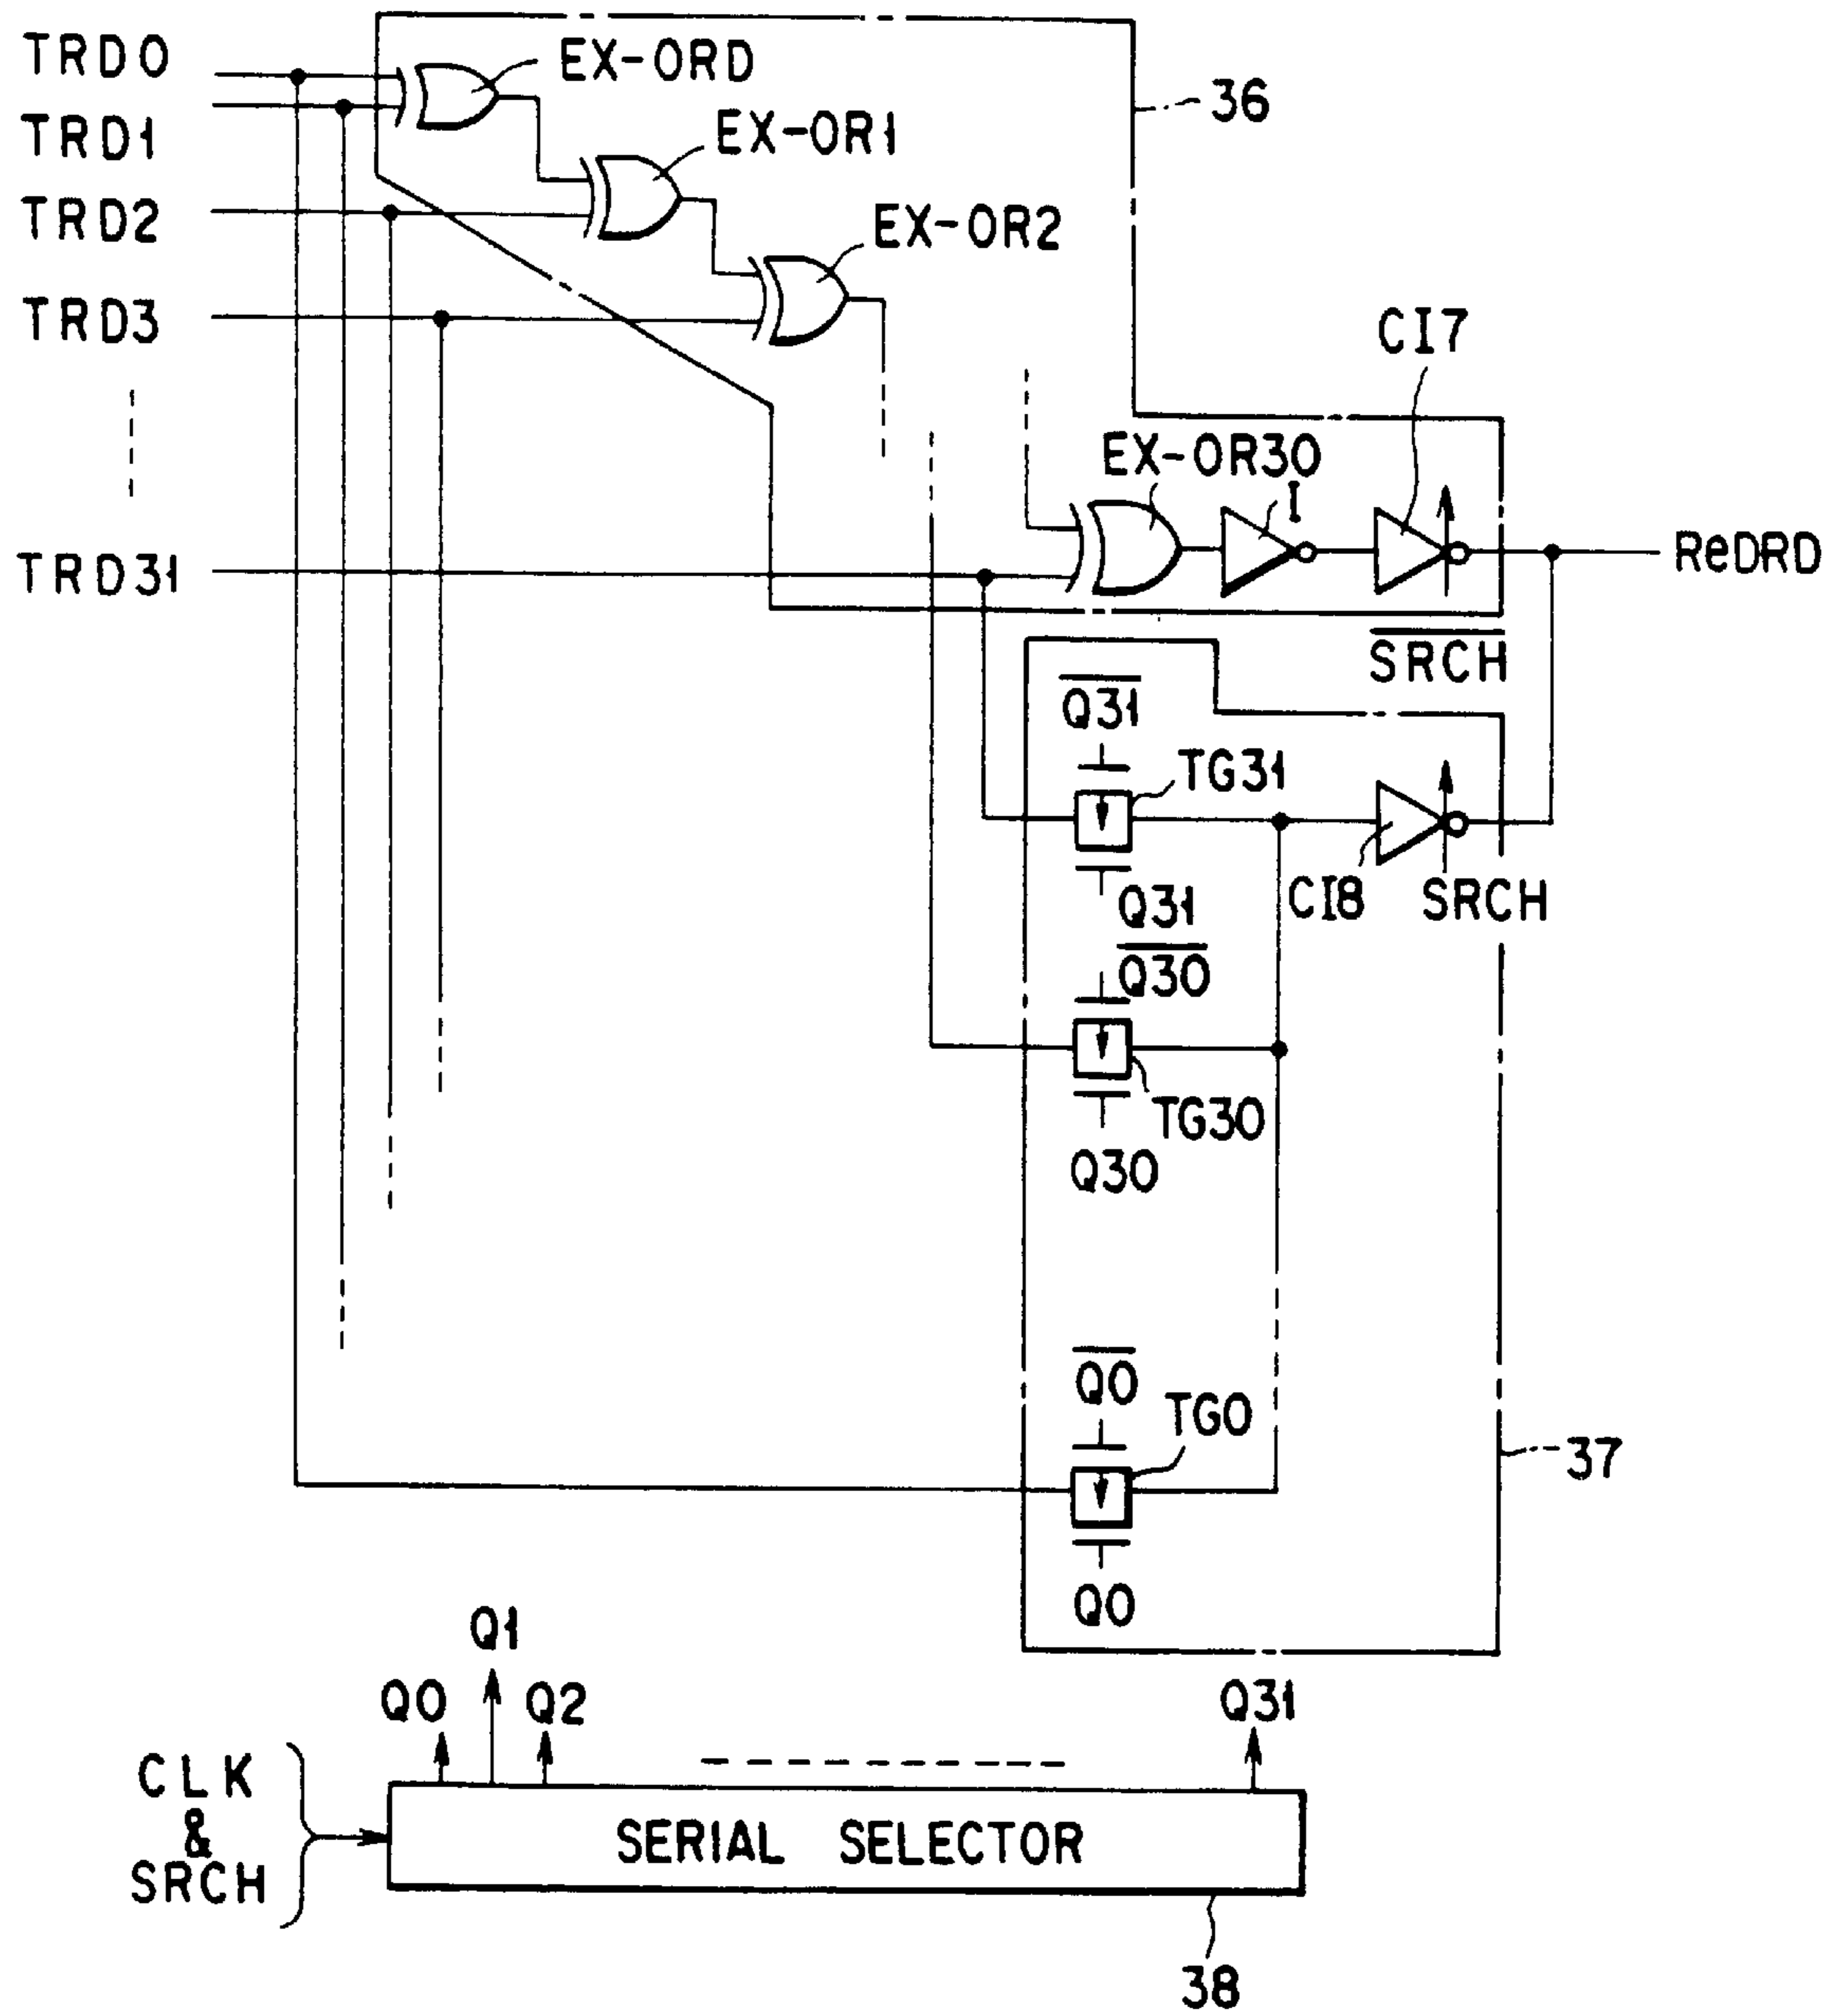 TRD0
EX-ORD
36
TRD1
EX-OR1
TRD2
EX-OR2
TRD3
CI7
EX-OR30
I
TRD31
ReDRD
SRCH
Q31
TG31
CI8
SRCH
Q31
Q30
TG30
Q30
Q0
TG0
37
Q0
Q1
Q0
Q2
Q31
CLK
&
SRCH
SERIAL SELECTOR
38